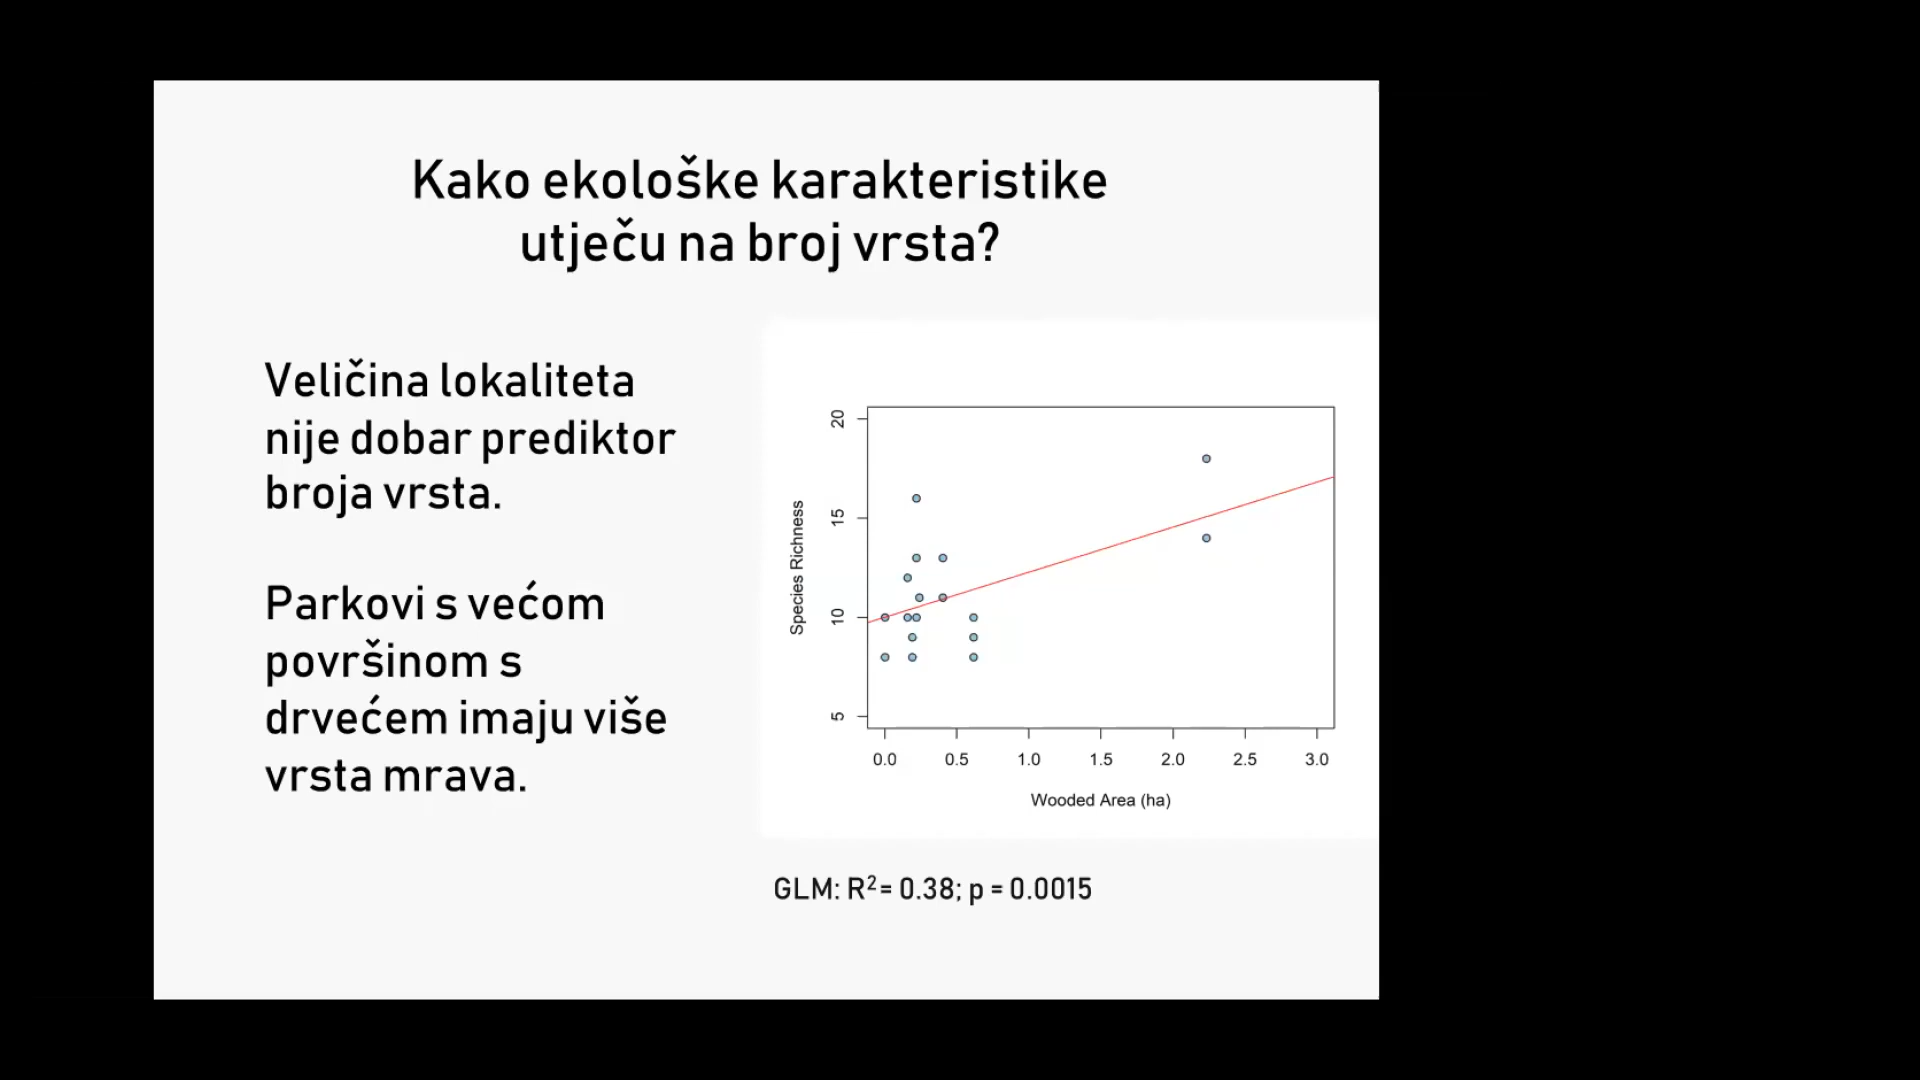 Kako ekološke karakteristike
utječu na broj vrsta?
Veličina lokaliteta
nije dobar prediktor
broja vrsta.
Parkovi s većom
površinom s
drvećem imaju više
vrsta mrava.
Species Richness
20
15
10
5
0.0 0.5 1.0 1.5 2.0 2.5 3.0
Wooded Area (ha)
GLM: R²= 0.38; p = 0.0015